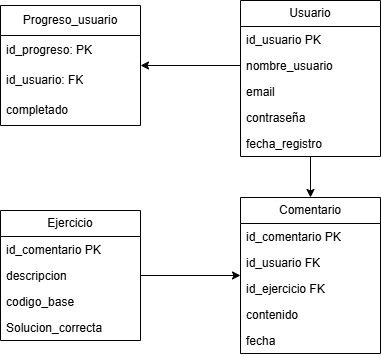 Progreso_usuario
id_progreso: PK
id_usuario: FK
completado
Usuario
id_usuario PK
nombre_usuario
email
contraseña
fecha_registro
Ejercicio
id_comentario PK
descripcion
codigo_base
Solucion_correcta
Comentario
id_comentario PK
id_usuario FK
id_ejercicio FK
contenido
fecha